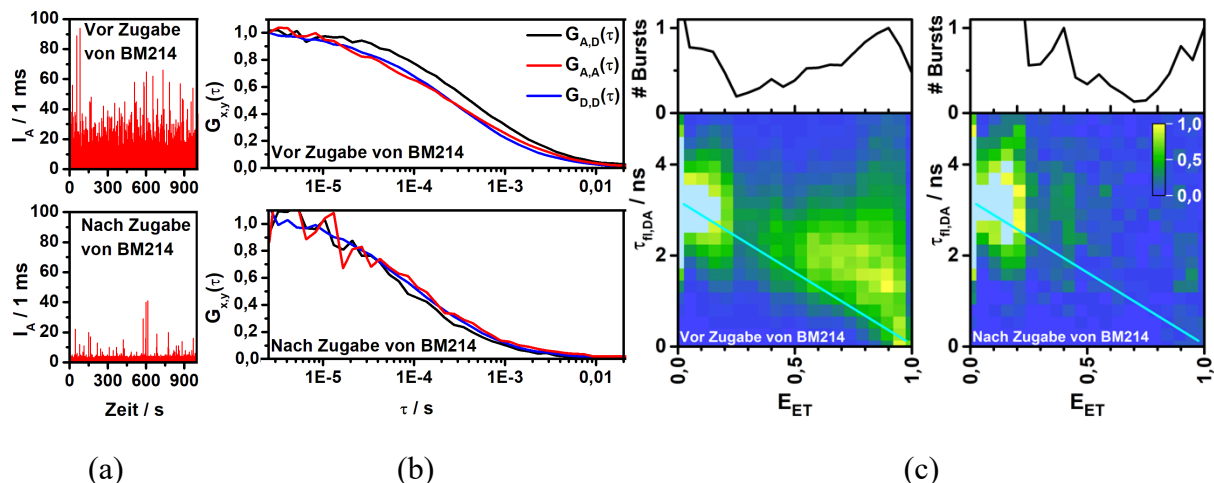 100
80
60
40
20
0
I_A / 1 ms
Vor Zugabe
von BM214
0 300 600 900
100
80
60
40
20
0
I_A / 1 ms
Nach Zugabe
von BM214
0 300 600 900
Zeit / s
(a)
1,0
0,8
0,6
0,4
0,2
0,0
G_x,y(τ)
G_A,D(τ)
G_A,A(τ)
G_D,D(τ)
Vor Zugabe von BM214
1E-5 1E-4 1E-3 0,01
1,0
0,8
0,6
0,4
0,2
0,0
G_x,y(τ)
Nach Zugabe von BM214
1E-5 1E-4 1E-3 0,01
τ / s
(b)
1
0
# Bursts
4
2
0
τ_fl,DA / ns
Vor Zugabe von BM214
0,0 0,5 1,0
E_ET
1
0
# Bursts
1,0
0,5
0,0
4
2
0
τ_fl,DA / ns
Nach Zugabe von BM214
0,0 0,5 1,0
E_ET
(c)